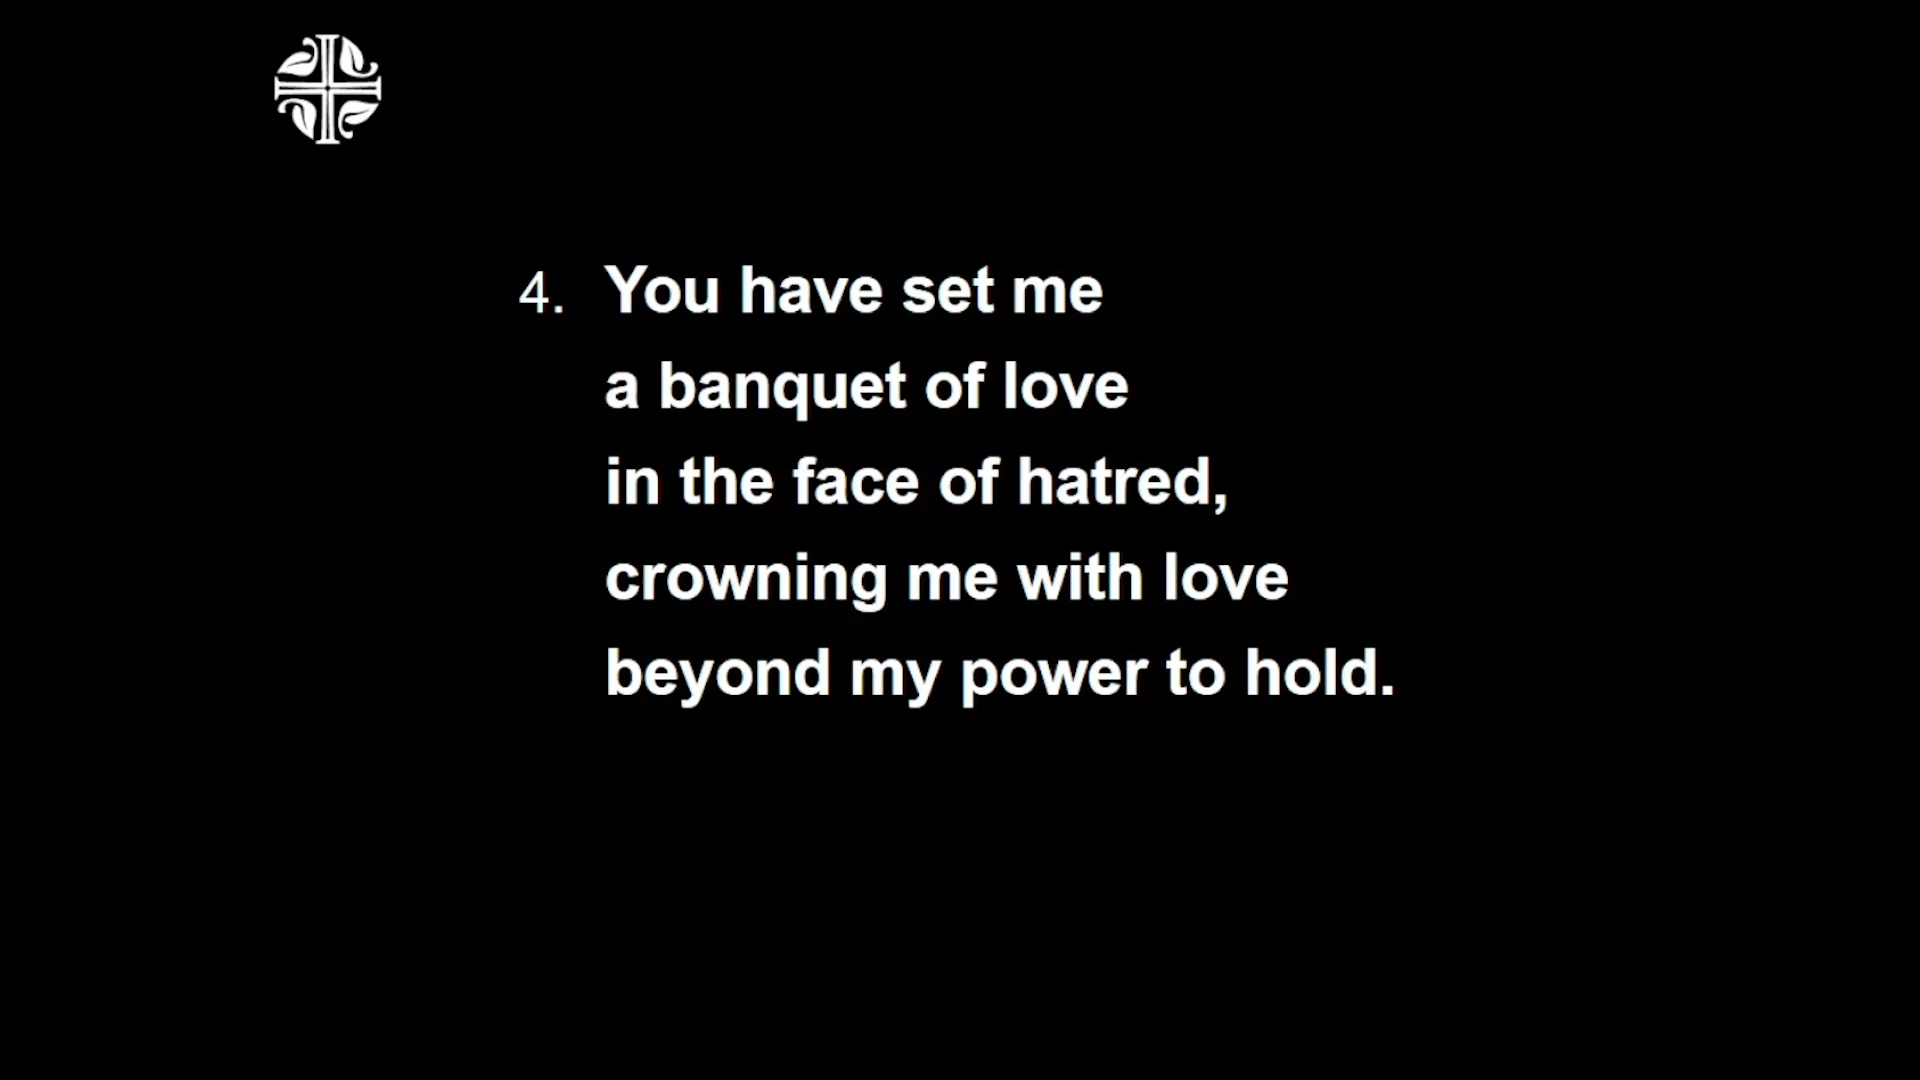 4. You have set me
a banquet of love
in the face of hatred,
crowning me with love
beyond my power to hold.